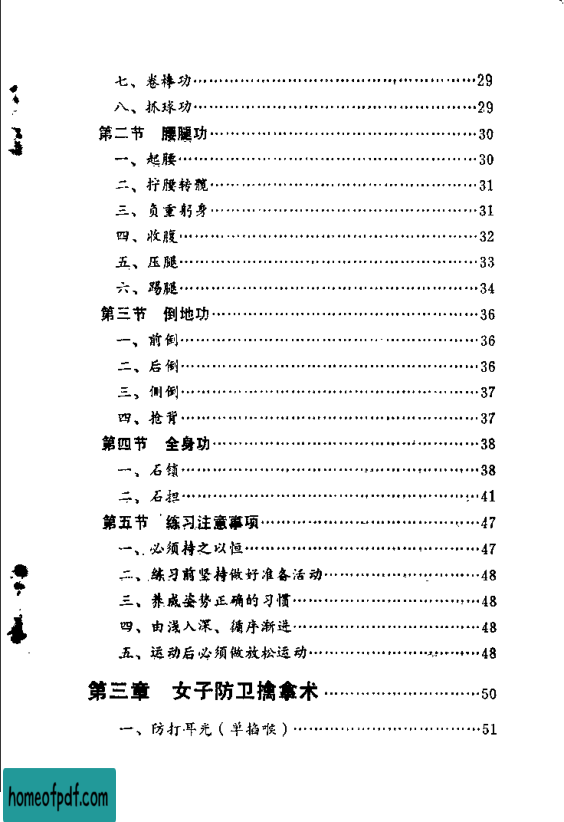 七、卷棒功…………………………29
八、抓球功…………………………29
第二节　腰腿功…………………………30
一、起腰…………………………30
二、拧腰转髋…………………………31
三、负重躬身…………………………31
四、收腹…………………………32
五、压腿…………………………33
六、踢腿…………………………34
第三节　倒地功…………………………36
一、前倒…………………………36
二、后倒…………………………36
三、侧倒…………………………37
四、抢背…………………………37
第四节　全身功…………………………38
一、石锁…………………………38
二、石担…………………………41
第五节　练习注意事项…………………………47
一、必须持之以恒…………………………47
二、练习前坚持做好准备活动…………………………48
三、养成姿势正确的习惯…………………………48
四、由浅入深、循序渐进…………………………48
五、运动后必须做放松运动…………………………48
第三章　女子防卫擒拿术…………………………50
一、防打耳光（单掐喉）…………………………51
homeofpdf.com